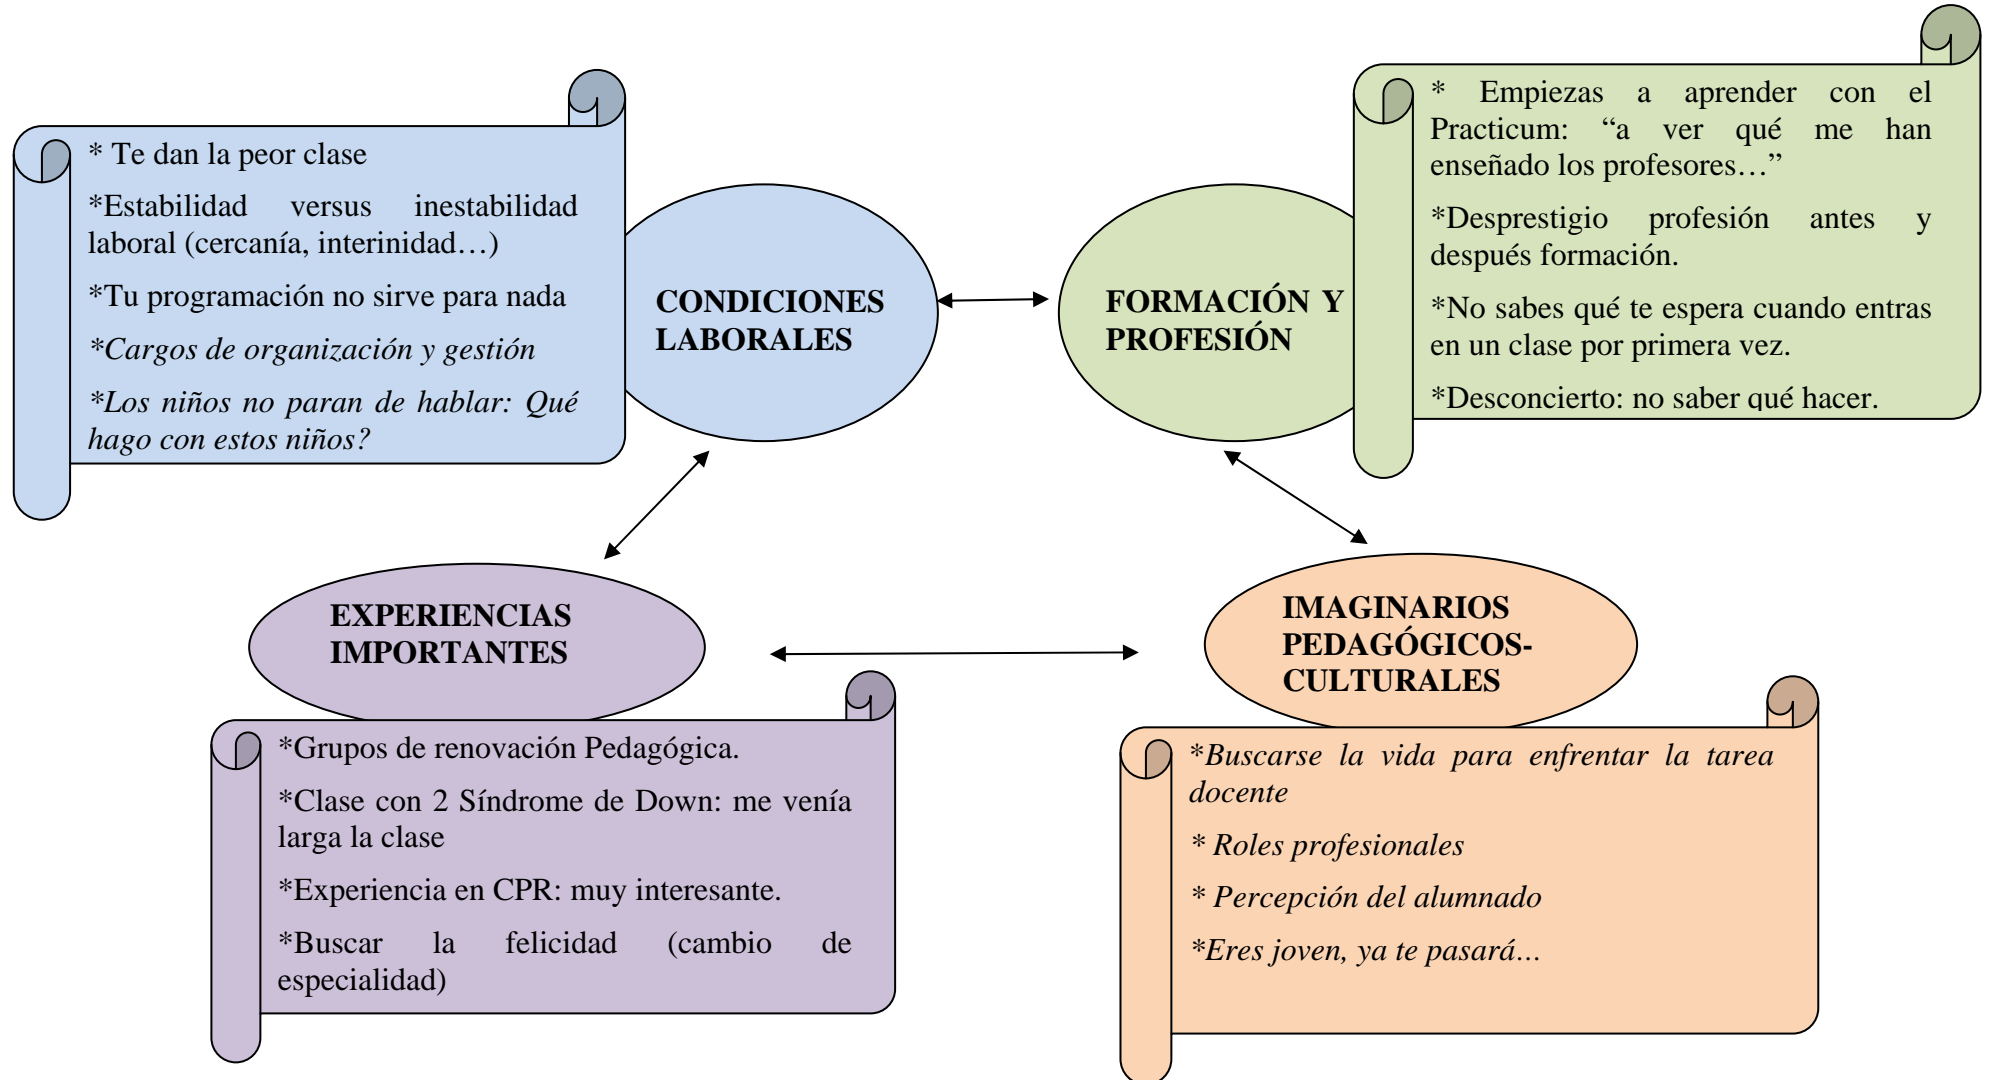 * Te dan la peor clase
*Estabilidad versus inestabilidad
laboral (cercanía, interinidad…)
*Tu programación no sirve para nada
*Cargos de organización y gestión
*Los niños no paran de hablar: Qué
hago con estos niños?
CONDICIONES
LABORALES
FORMACIÓN Y
PROFESIÓN
* Empiezas a aprender con el
Practicum: “a ver qué me han
enseñado los profesores…”
*Desprestigio profesión antes y
después formación.
*No sabes qué te espera cuando entras
en un clase por primera vez.
*Desconcierto: no saber qué hacer.
EXPERIENCIAS
IMPORTANTES
*Grupos de renovación Pedagógica.
*Clase con 2 Síndrome de Down: me venía
larga la clase
*Experiencia en CPR: muy interesante.
*Buscar la felicidad (cambio de
especialidad)
IMAGINARIOS
PEDAGÓGICOS-
CULTURALES
*Buscarse la vida para enfrentar la tarea
docente
* Roles profesionales
* Percepción del alumnado
*Eres joven, ya te pasará…